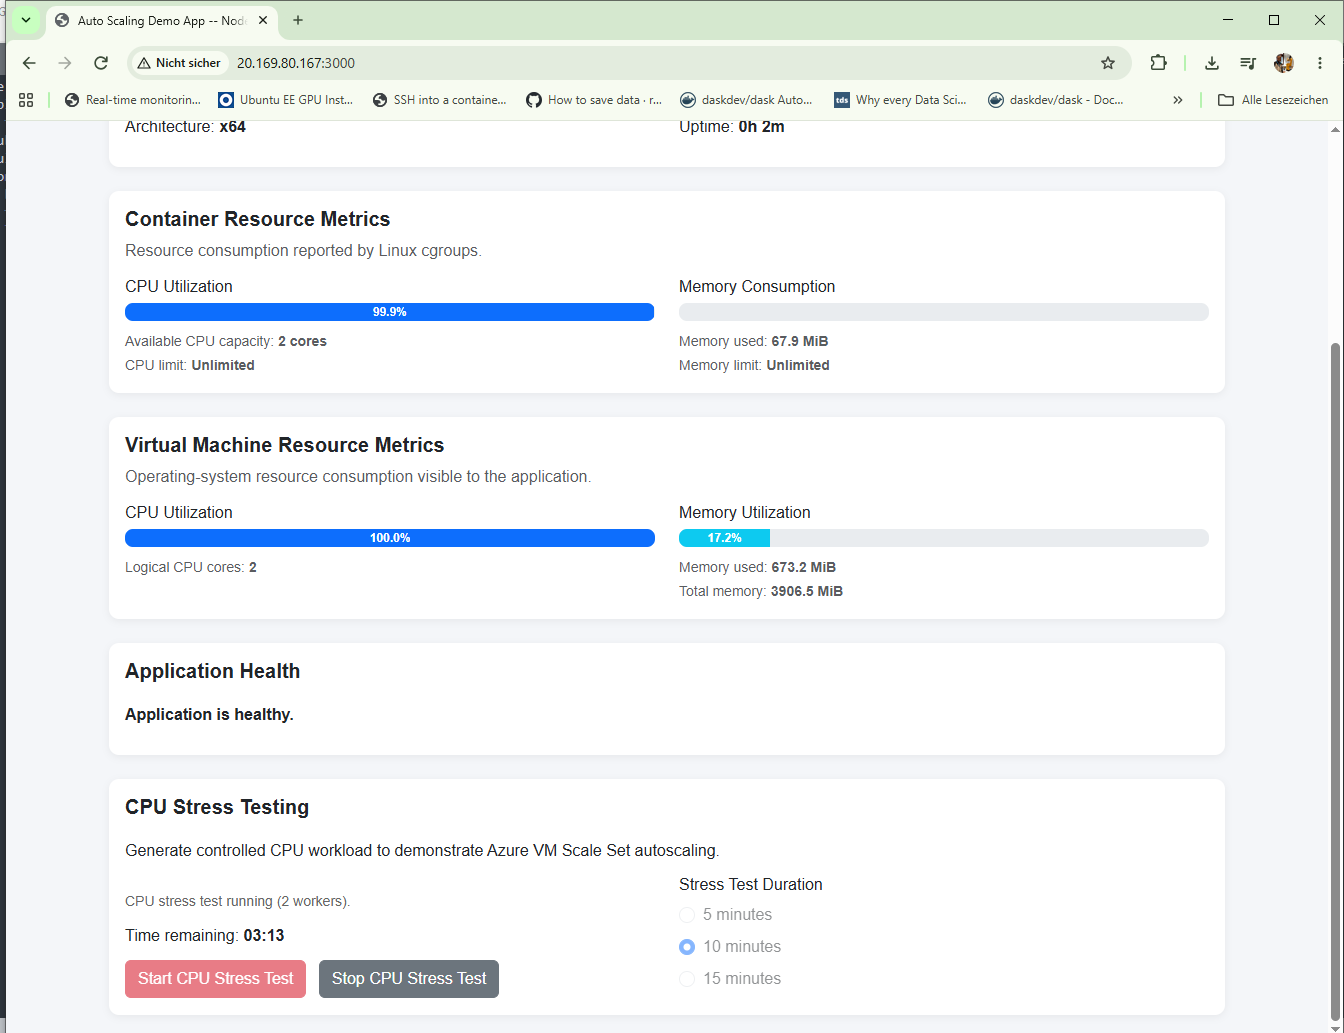 Auto Scaling Demo App -- Node
Nicht sicher 20.169.80.167:3000
Real-time monitorin... Ubuntu EE GPU Inst... SSH into a containe... How to save data · r... daskdev/dask Auto... tds Why every Data Sci... daskdev/dask - Doc... » Alle Lesezeichen
Architecture: x64 Uptime: 0h 2m
Container Resource Metrics
Resource consumption reported by Linux cgroups.
CPU Utilization Memory Consumption
99.9%
Available CPU capacity: 2 cores Memory used: 67.9 MiB
CPU limit: Unlimited Memory limit: Unlimited
Virtual Machine Resource Metrics
Operating-system resource consumption visible to the application.
CPU Utilization Memory Utilization
100.0% 17.2%
Logical CPU cores: 2 Memory used: 673.2 MiB
Total memory: 3906.5 MiB
Application Health
Application is healthy.
CPU Stress Testing
Generate controlled CPU workload to demonstrate Azure VM Scale Set autoscaling.
Stress Test Duration
CPU stress test running (2 workers). 5 minutes
Time remaining: 03:13 10 minutes
Start CPU Stress Test Stop CPU Stress Test 15 minutes